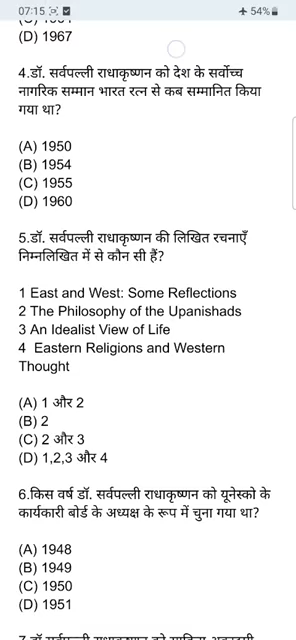 07:15
54%
(D) 1967
4.डॉ. सर्वपल्ली राधाकृष्णन को देश के सर्वोच्च
नागरिक सम्मान भारत रत्न से कब सम्मानित किया
गया था?
(A) 1950
(B) 1954
(C) 1955
(D) 1960
5.डॉ. सर्वपल्ली राधाकृष्णन की लिखित रचनाएँ
निम्नलिखित में से कौन सी हैं?
1 East and West: Some Reflections
2 The Philosophy of the Upanishads
3 An Idealist View of Life
4 Eastern Religions and Western
Thought
(A) 1 और 2
(B) 2
(C) 2 और 3
(D) 1,2,3 और 4
6.किस वर्ष डॉ. सर्वपल्ली राधाकृष्णन को यूनेस्को के
कार्यकारी बोर्ड के अध्यक्ष के रूप में चुना गया था?
(A) 1948
(B) 1949
(C) 1950
(D) 1951